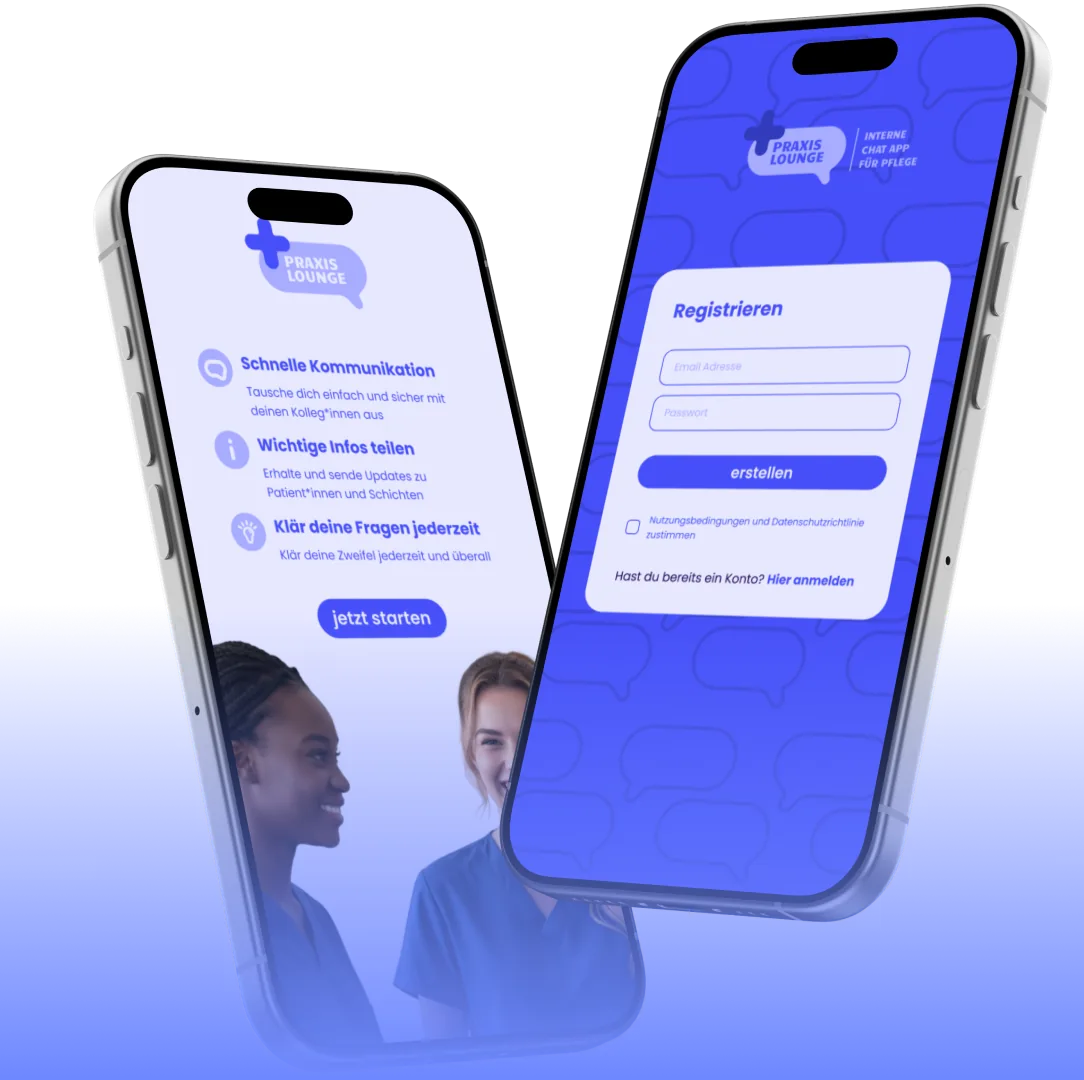 PRAXIS
LOUNGE
Schnelle Kommunikation
Tausche dich einfach und sicher mit
deinen Kolleg*innen aus
Wichtige Infos teilen
Erhalte und sende Updates zu
Patient*innen und Schichten
Klär deine Fragen jederzeit
Klär deine Zweifel jederzeit und überall
jetzt starten
PRAXIS
LOUNGE
INTERNE
CHAT APP
FÜR PFLEGE
Registrieren
Email Adresse
Passwort
erstellen
Nutzungsbedingungen und Datenschutzrichtlinie
zustimmen
Hast du bereits ein Konto? Hier anmelden